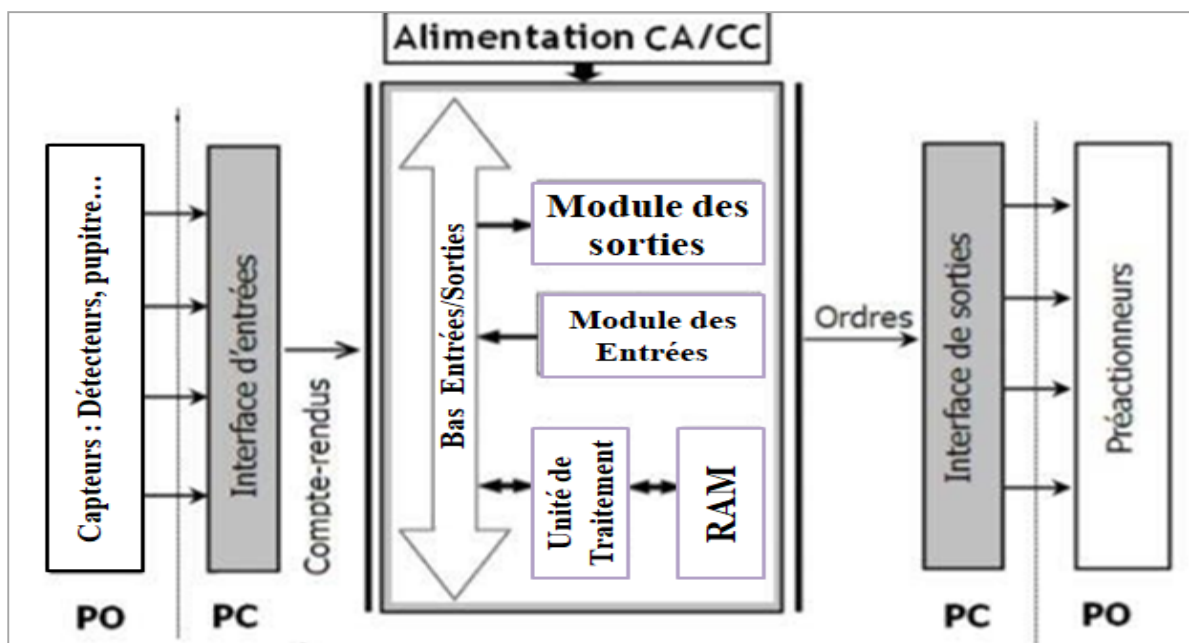 Alimentation CA/CC
Capteurs : Détecteurs, pupitre...
Interface d'entrées
Compte-rendus
Bas Entrées/Sorties
Module des
sorties
Module des
Entrées
Unité de
Traitement
RAM
Ordres
Interface de sorties
Préactionneurs
PO
PC
PC
PO